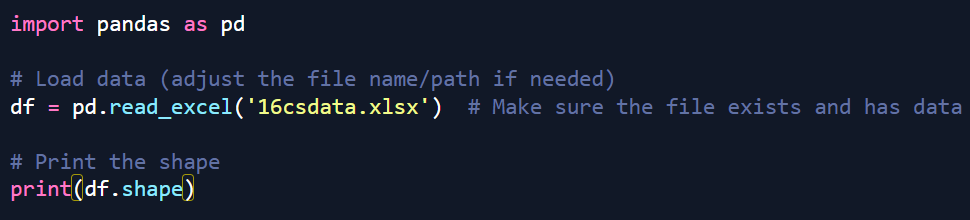 import pandas as pd
# Load data (adjust the file name/path if needed)
df = pd.read_excel('16csdata.xlsx')  # Make sure the file exists and has data
# Print the shape
print(df.shape)